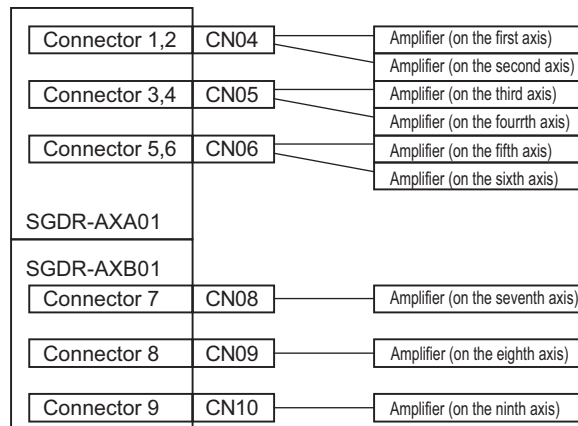 Connector 1,2 CN04 Amplifier (on the first axis)
Amplifier (on the second axis)
Connector 3,4 CN05 Amplifier (on the third axis)
Amplifier (on the fourrth axis)
Connector 5,6 CN06 Amplifier (on the fifth axis)
Amplifier (on the sixth axis)
SGDR-AXA01
SGDR-AXB01
Connector 7 CN08 Amplifier (on the seventh axis)
Connector 8 CN09 Amplifier (on the eighth axis)
Connector 9 CN10 Amplifier (on the ninth axis)